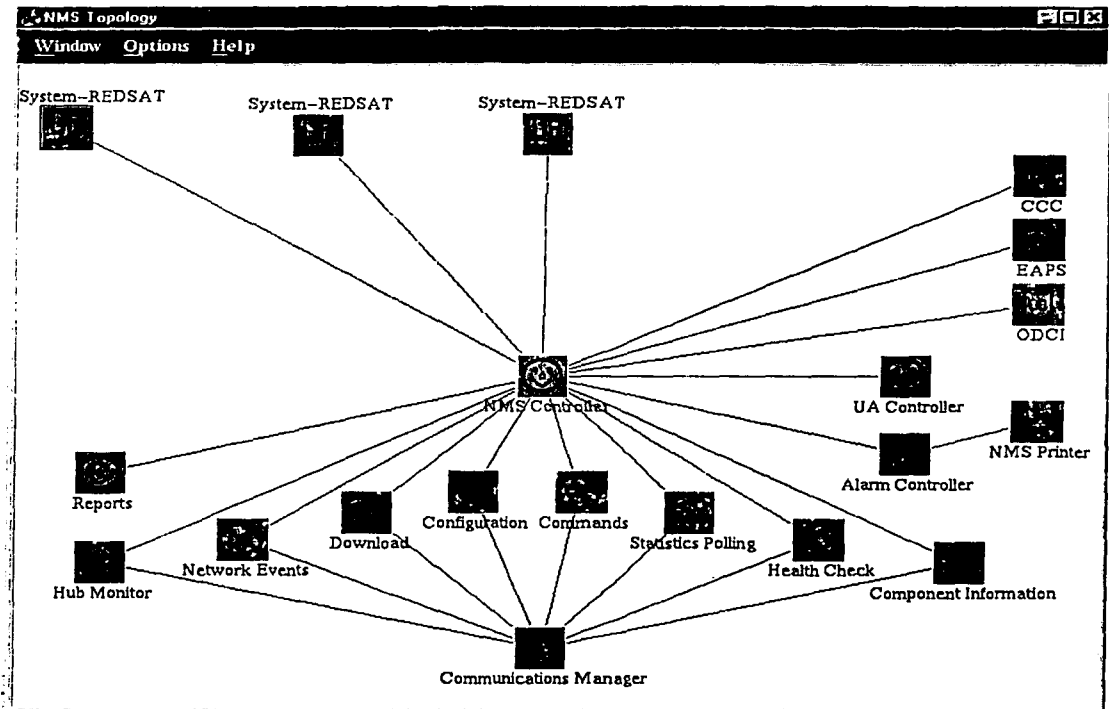 NMS Topology
Window Options Help
System-REDSAT
System-REDSAT
System-REDSAT
CCC
EAPS
ODCI
NMS Controller
UA Controller
NMS Printer
Alarm Controller
Reports
Configuration
Commands
Download
Statistics Polling
Network Events
Health Check
Hub Monitor
Component Information
Communications Manager